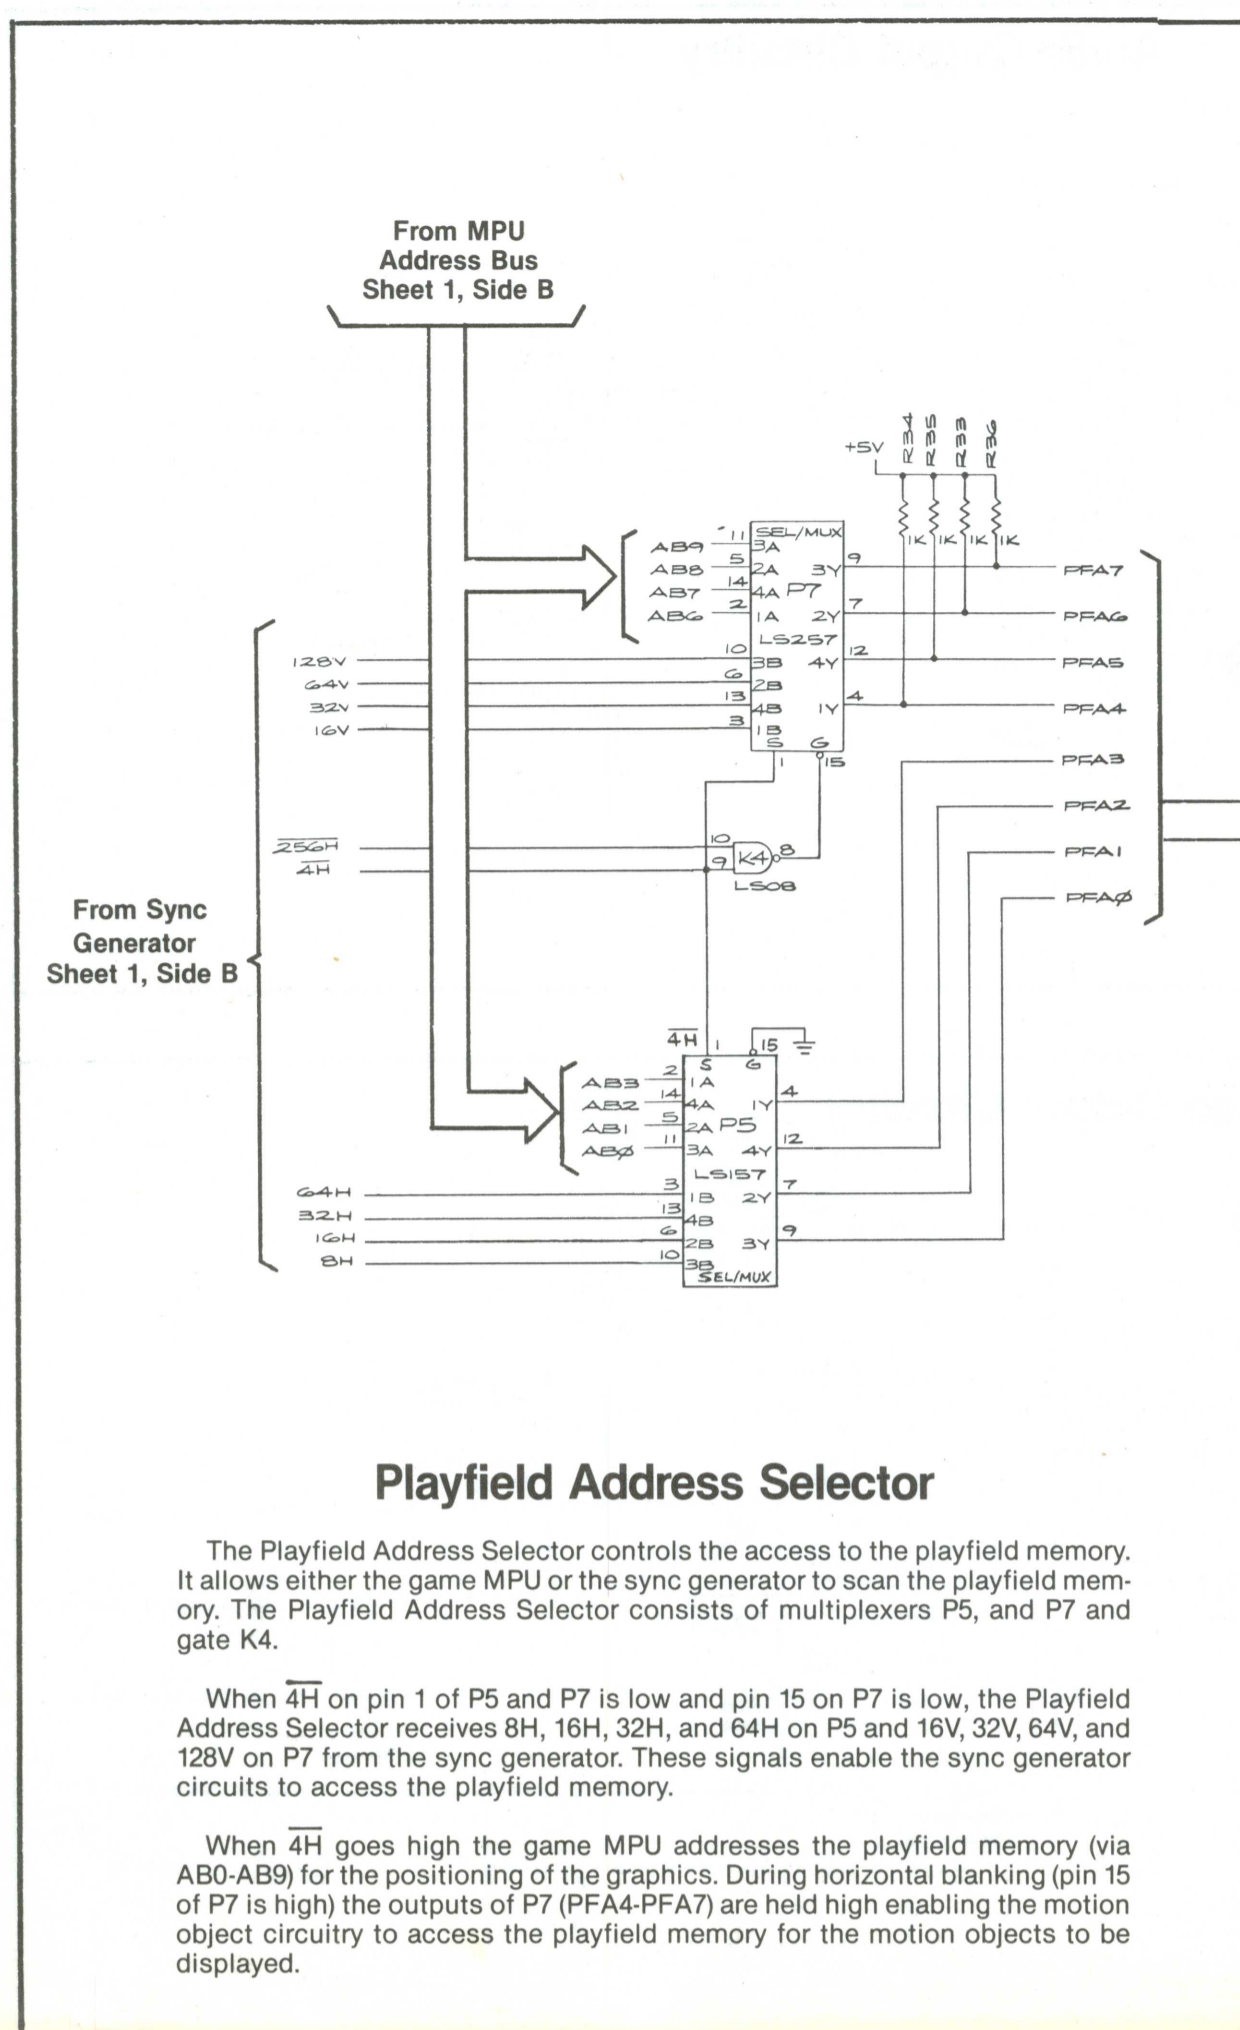 From MPU
Address Bus
Sheet 1, Side B
+5V
R34
R35
R33
R36
1K
1K
1K
1K
SEL/MUX
AB9 11 3A
AB8 5 2A
AB7 14 4A
AB6 2 1A
P7
LS257
128V 10 3B
64V 6 2B
32V 13 4B
16V 3 1B
3Y 9 PFA7
2Y 7 PFA6
4Y 12 PFA5
1Y 4 PFA4
S G
1 15
PFA3
PFA2
PFA1
PFAØ
256H 10
4H 9
K4 8
LS08
From Sync
Generator
Sheet 1, Side B
4H 1 15
S G
AB3 2 1A
AB2 14 4A
AB1 5 2A
ABØ 11 3A
P5
LS157
1Y 4
4Y 12
2Y 7
3Y 9
64H 3 1B
32H 13 4B
16H 6 2B
8H 10 3B
SEL/MUX
Playfield Address Selector
The Playfield Address Selector controls the access to the playfield memory.
It allows either the game MPU or the sync generator to scan the playfield mem-
ory. The Playfield Address Selector consists of multiplexers P5, and P7 and
gate K4.
When 4H on pin 1 of P5 and P7 is low and pin 15 on P7 is low, the Playfield
Address Selector receives 8H, 16H, 32H, and 64H on P5 and 16V, 32V, 64V, and
128V on P7 from the sync generator. These signals enable the sync generator
circuits to access the playfield memory.
When 4H goes high the game MPU addresses the playfield memory (via
AB0-AB9) for the positioning of the graphics. During horizontal blanking (pin 15
of P7 is high) the outputs of P7 (PFA4-PFA7) are held high enabling the motion
object circuitry to access the playfield memory for the motion objects to be
displayed.